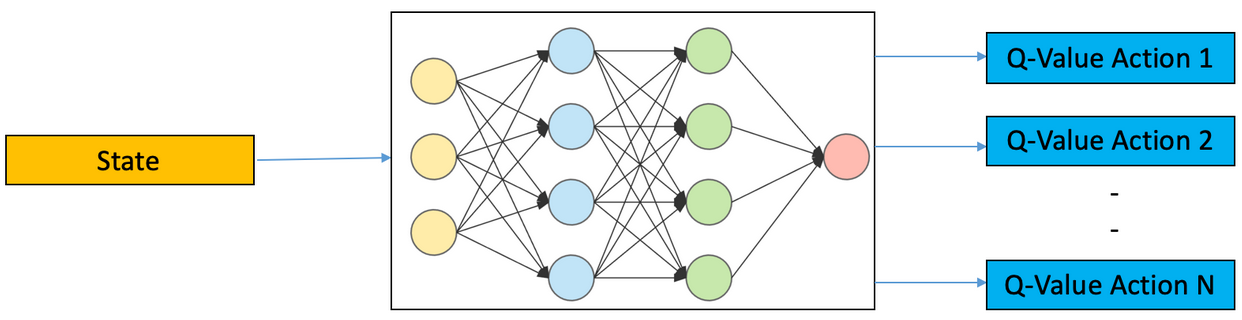 State
Q-Value Action 1
Q-Value Action 2
-
-
Q-Value Action N